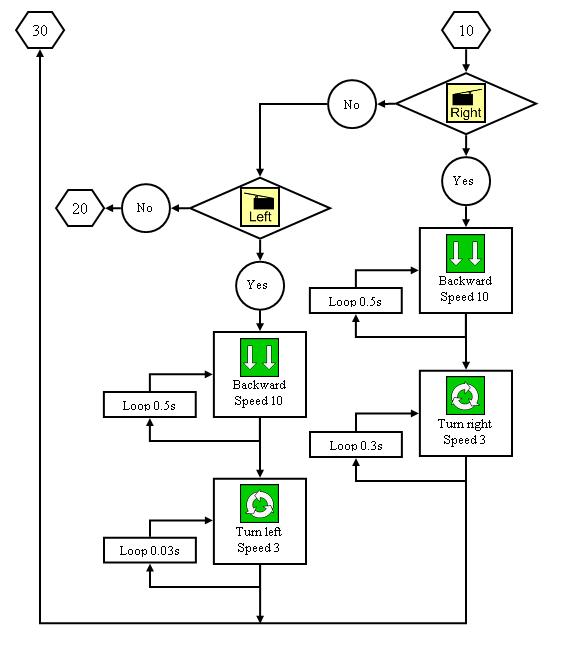 30
10
No
Right
Yes
20
No
Left
Yes
Backward
Speed 10
Loop 0.5s
Backward
Speed 10
Loop 0.5s
Turn right
Speed 3
Loop 0.3s
Turn left
Speed 3
Loop 0.03s